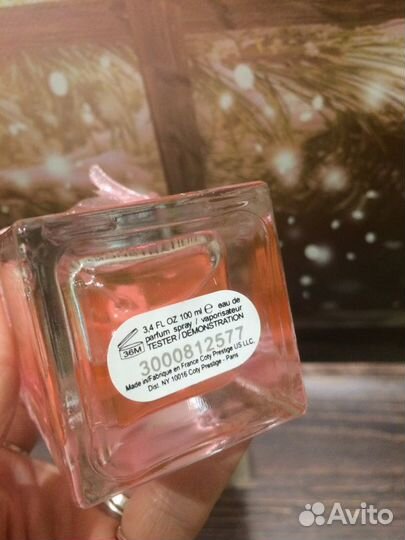 3.4 FL OZ 100 ml ℮ eau de
parfum spray / vaporisateur
36M TESTER / DEMONSTRATION
3000812577
Made in/Fabriqué en France Coty Prestige US LLC,
Dist. NY 10016 Coty Prestige - Paris
Avito